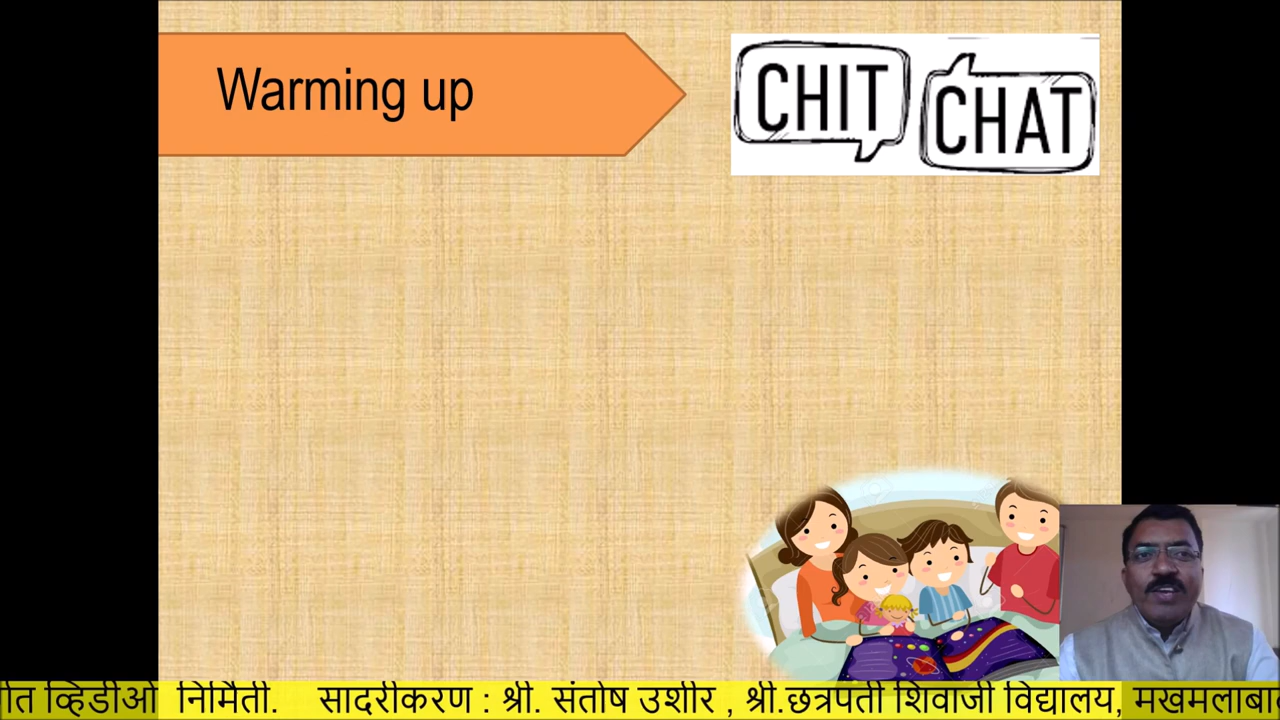 Warming up
CHIT
CHAT
व्हिडीओ निर्मिती. सादरीकरण : श्री. संतोष उशीर , श्री.छत्रपती शिवाजी विद्यालय,